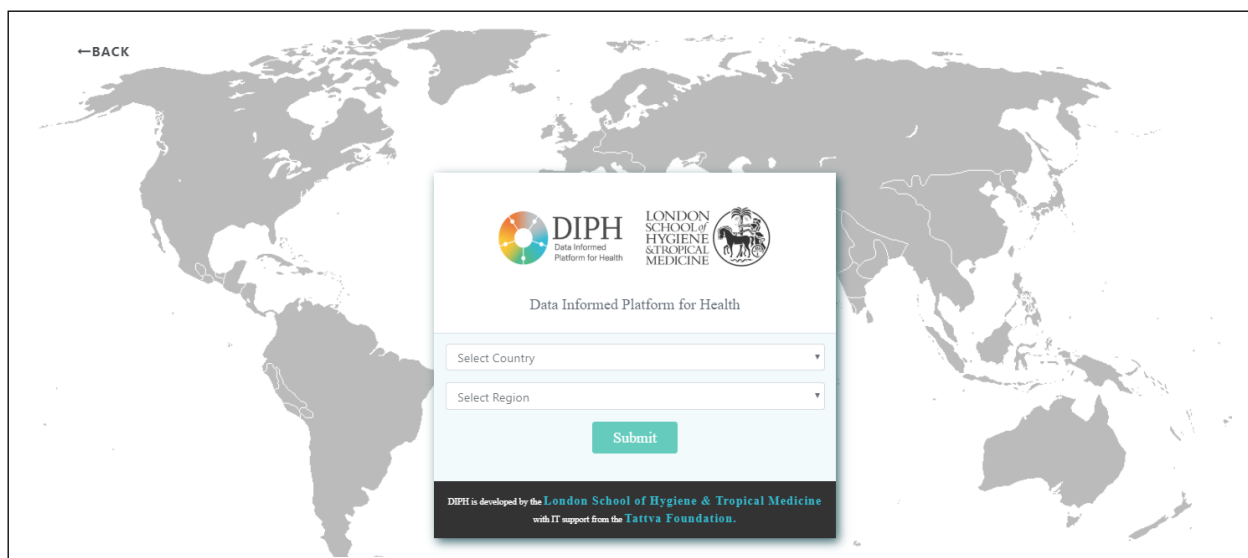 ←BACK
DIPH
Data Informed
Platform for Health
LONDON
SCHOOL of
HYGIENE
&TROPICAL
MEDICINE
Data Informed Platform for Health
Select Country
Select Region
Submit
DIPH is developed by the London School of Hygiene & Tropical Medicine
with IT support from the Tattva Foundation.